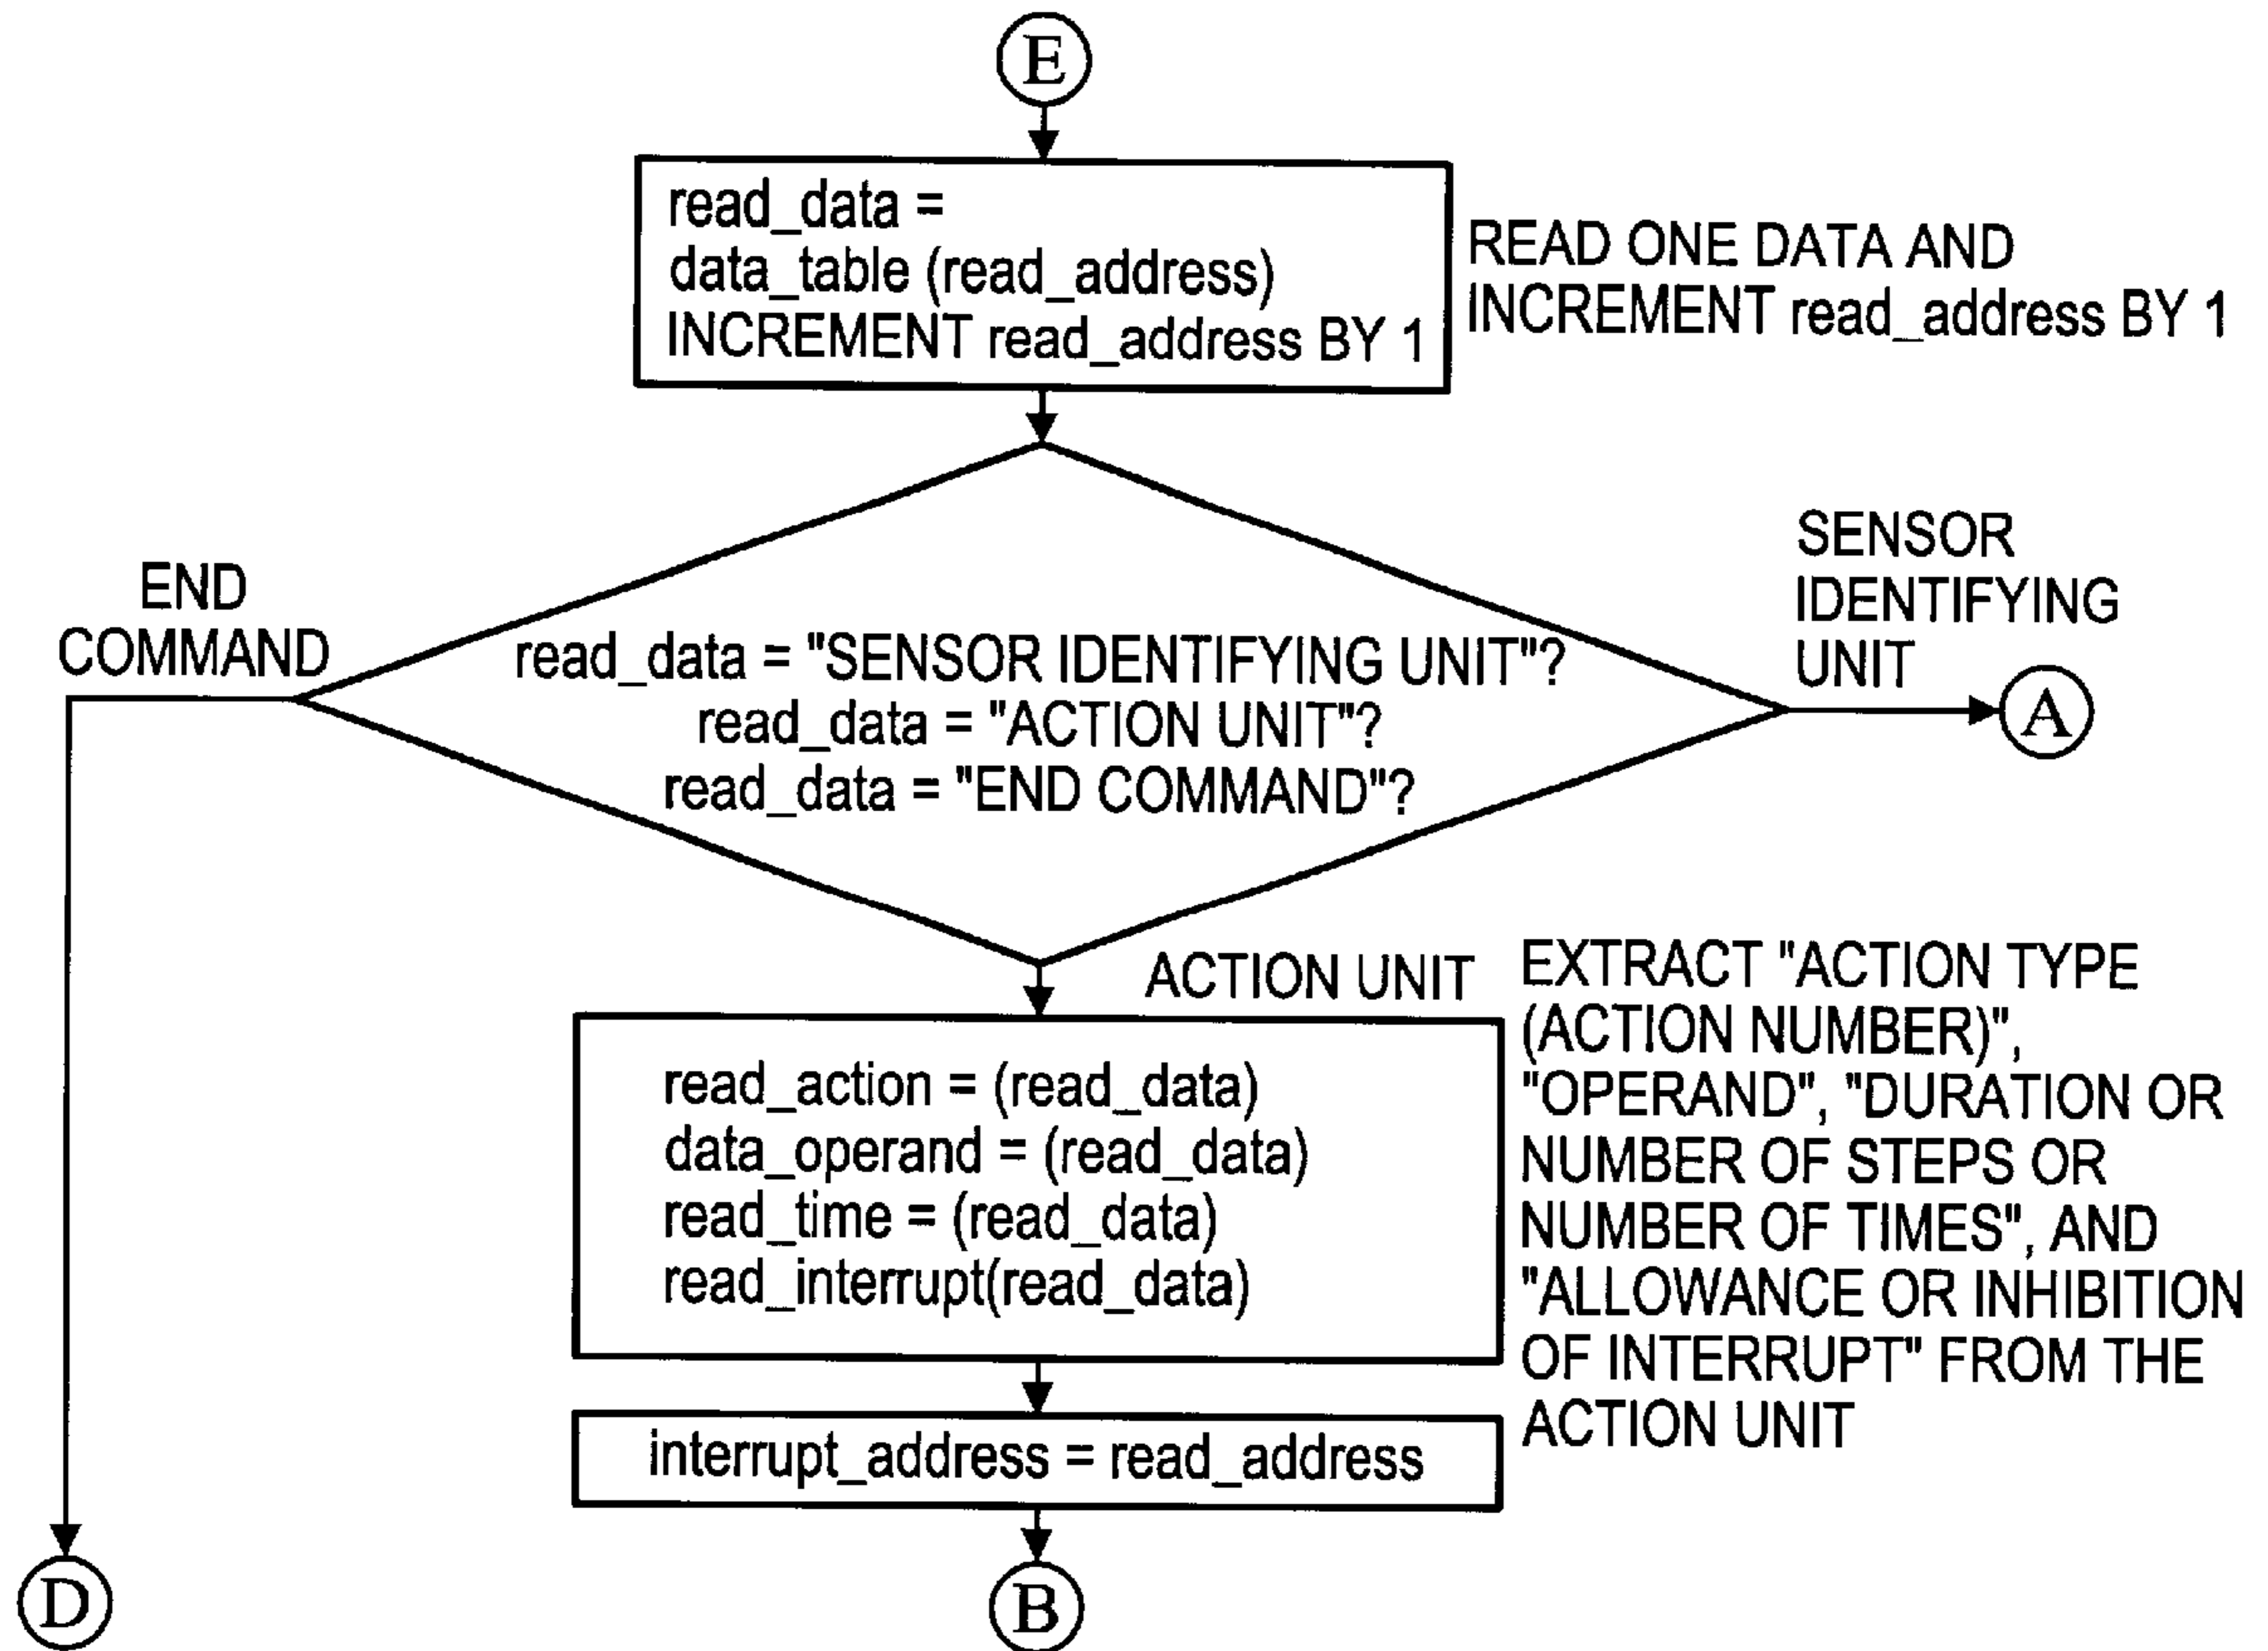 E
read_data =
data_table (read_address)
INCREMENT read_address BY 1
READ ONE DATA AND
INCREMENT read_address BY 1
END
COMMAND
read_data = "SENSOR IDENTIFYING UNIT"?
read_data = "ACTION UNIT"?
read_data = "END COMMAND"?
SENSOR
IDENTIFYING
UNIT
A
ACTION UNIT
read_action = (read_data)
data_operand = (read_data)
read_time = (read_data)
read_interrupt(read_data)
EXTRACT "ACTION TYPE
(ACTION NUMBER)",
"OPERAND", "DURATION OR
NUMBER OF STEPS OR
NUMBER OF TIMES", AND
"ALLOWANCE OR INHIBITION
OF INTERRUPT" FROM THE
ACTION UNIT
interrupt_address = read_address
D
B